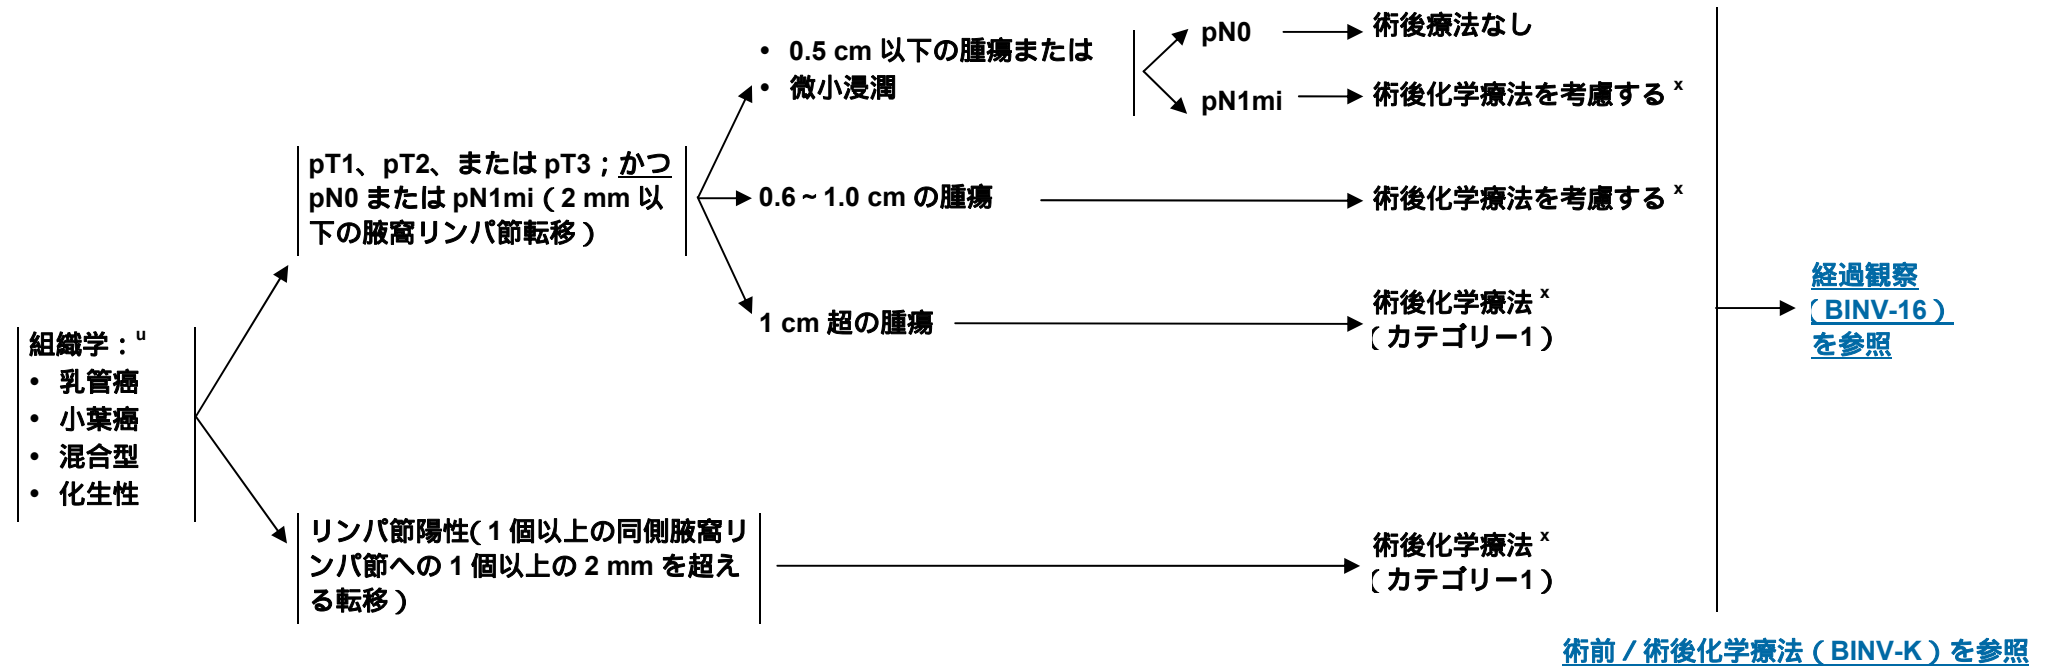 組織学：u
• 乳管癌
• 小葉癌
• 混合型
• 化生性
pT1、pT2、または pT3；かつ
pN0 または pN1mi（2 mm 以
下の腋窩リンパ節転移）
• 0.5 cm 以下の腫瘍または
• 微小浸潤
pN0
術後療法なし
pN1mi
術後化学療法を考慮する x
0.6～1.0 cm の腫瘍
術後化学療法を考慮する x
1 cm 超の腫瘍
術後化学療法 x
（カテゴリー1）
リンパ節陽性（1 個以上の同側腋窩リ
ンパ節への 1 個以上の 2 mm を超え
る転移）
術後化学療法 x
（カテゴリー1）
経過観察
（BINV-16）
を参照
術前／術後化学療法（BINV-K）を参照